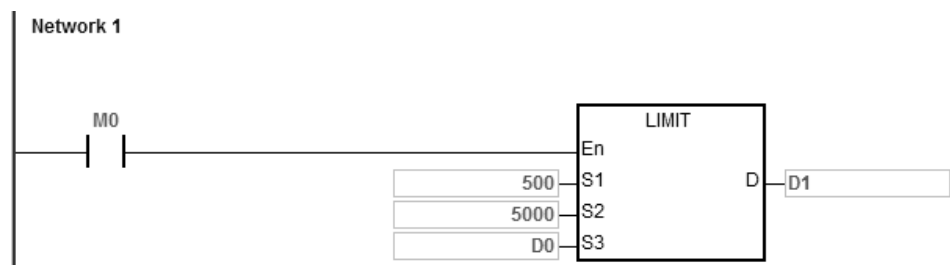 Network 1
M0
LIMIT
En
500 S1 D D1
5000 S2
D0 S3